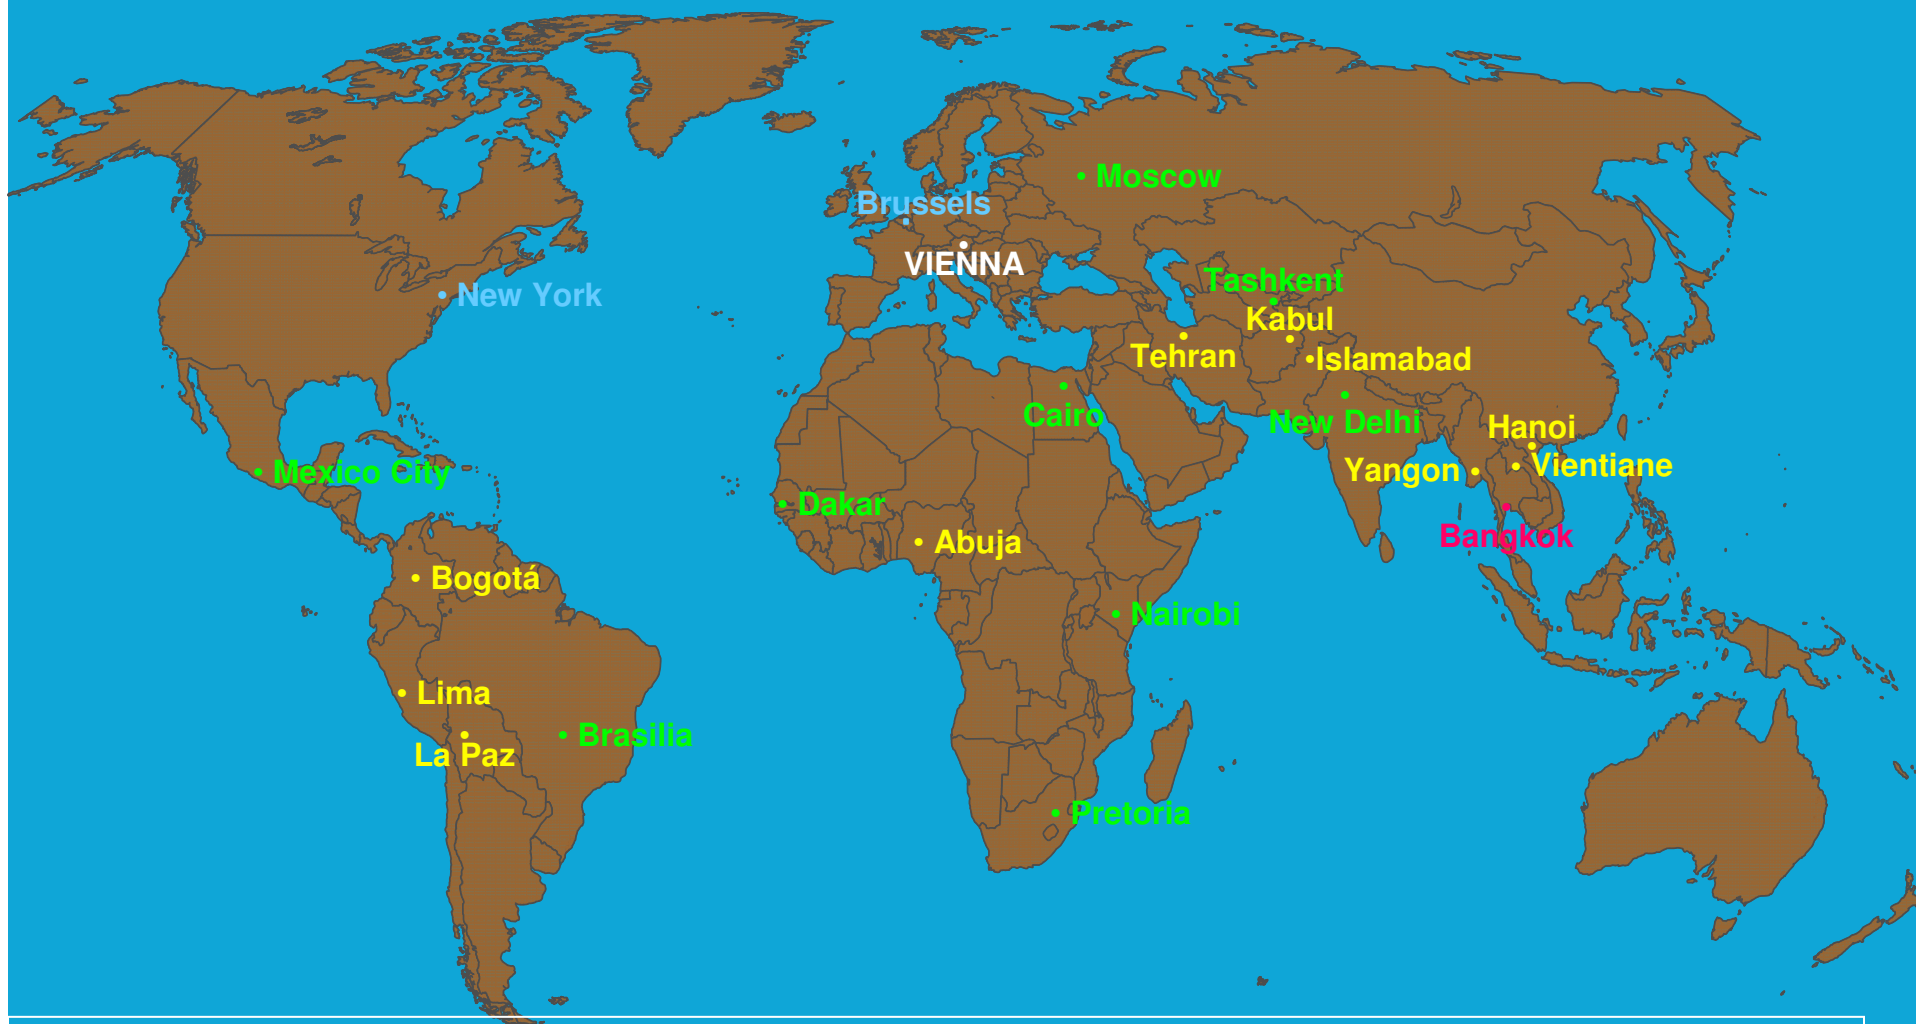 Moscow
Brussels
VIENNA
Tashkent
New York
Kabul
Tehran
Islamabad
Cairo
New Delhi
Hanoi
Mexico City
Yangon
Vientiane
Dakar
Bangkok
Abuja
Bogotá
Nairobi
Lima
Brasilia
La Paz
Pretoria